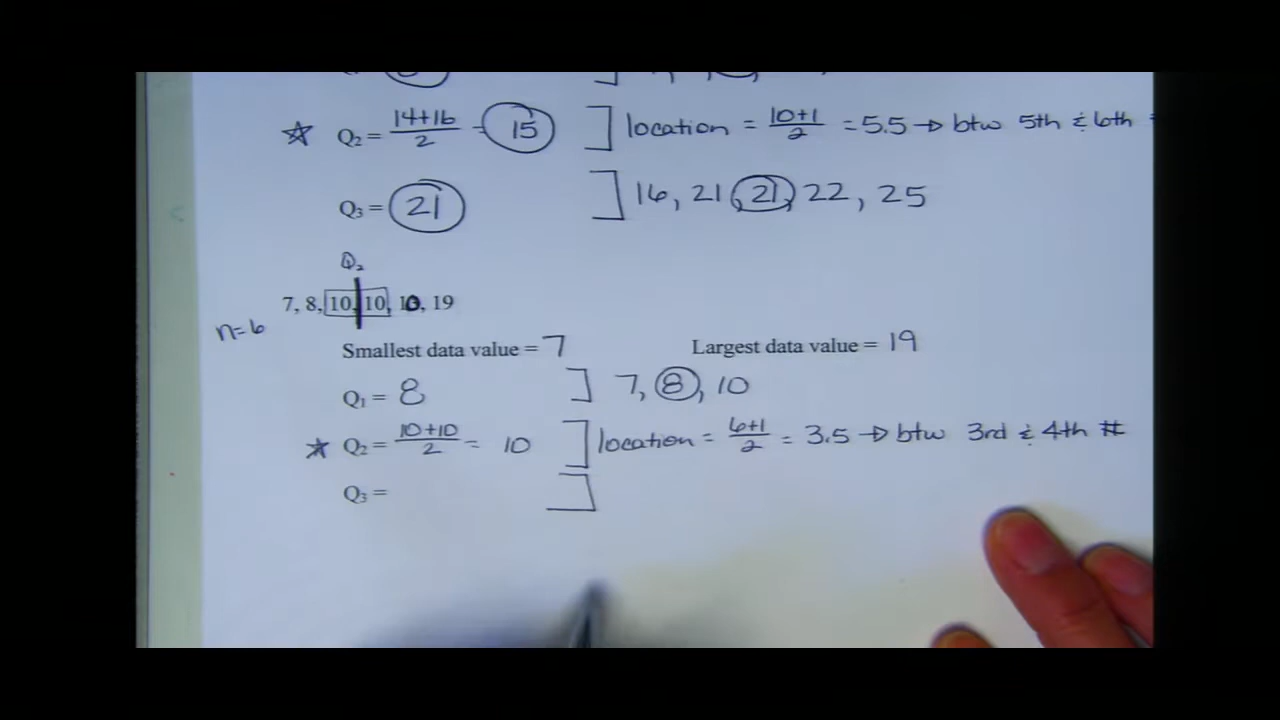 ☆ Q₂ = 14+16/2 = 15 ] location = 10+1/2 = 5.5 → btw 5th & 6th
Q₃ = 21 ] 16, 21, 21, 22, 25
Q₂
7, 8, 10, 10, 10, 19
n=6
Smallest data value = 7 Largest data value = 19
Q₁ = 8 ] 7, 8, 10
☆ Q₂ = 10+10/2 = 10 ] location = 6+1/2 = 3.5 → btw 3rd & 4th #
Q₃ = ]